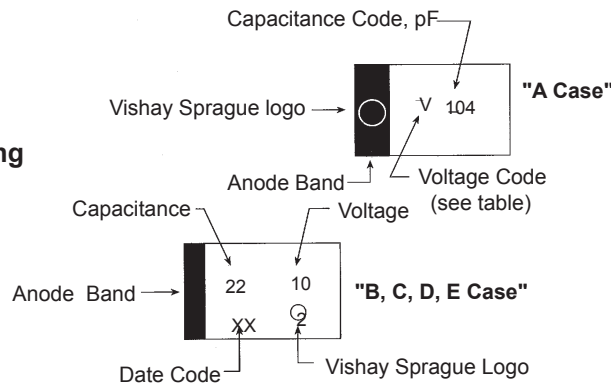 Capacitance Code, pF
V 104
"A Case"
Vishay Sprague logo
ng
Anode Band
Voltage Code
(see table)
Capacitance
Voltage
22 10
Anode Band
"B, C, D, E Case"
XX 2
Date Code
Vishay Sprague Logo